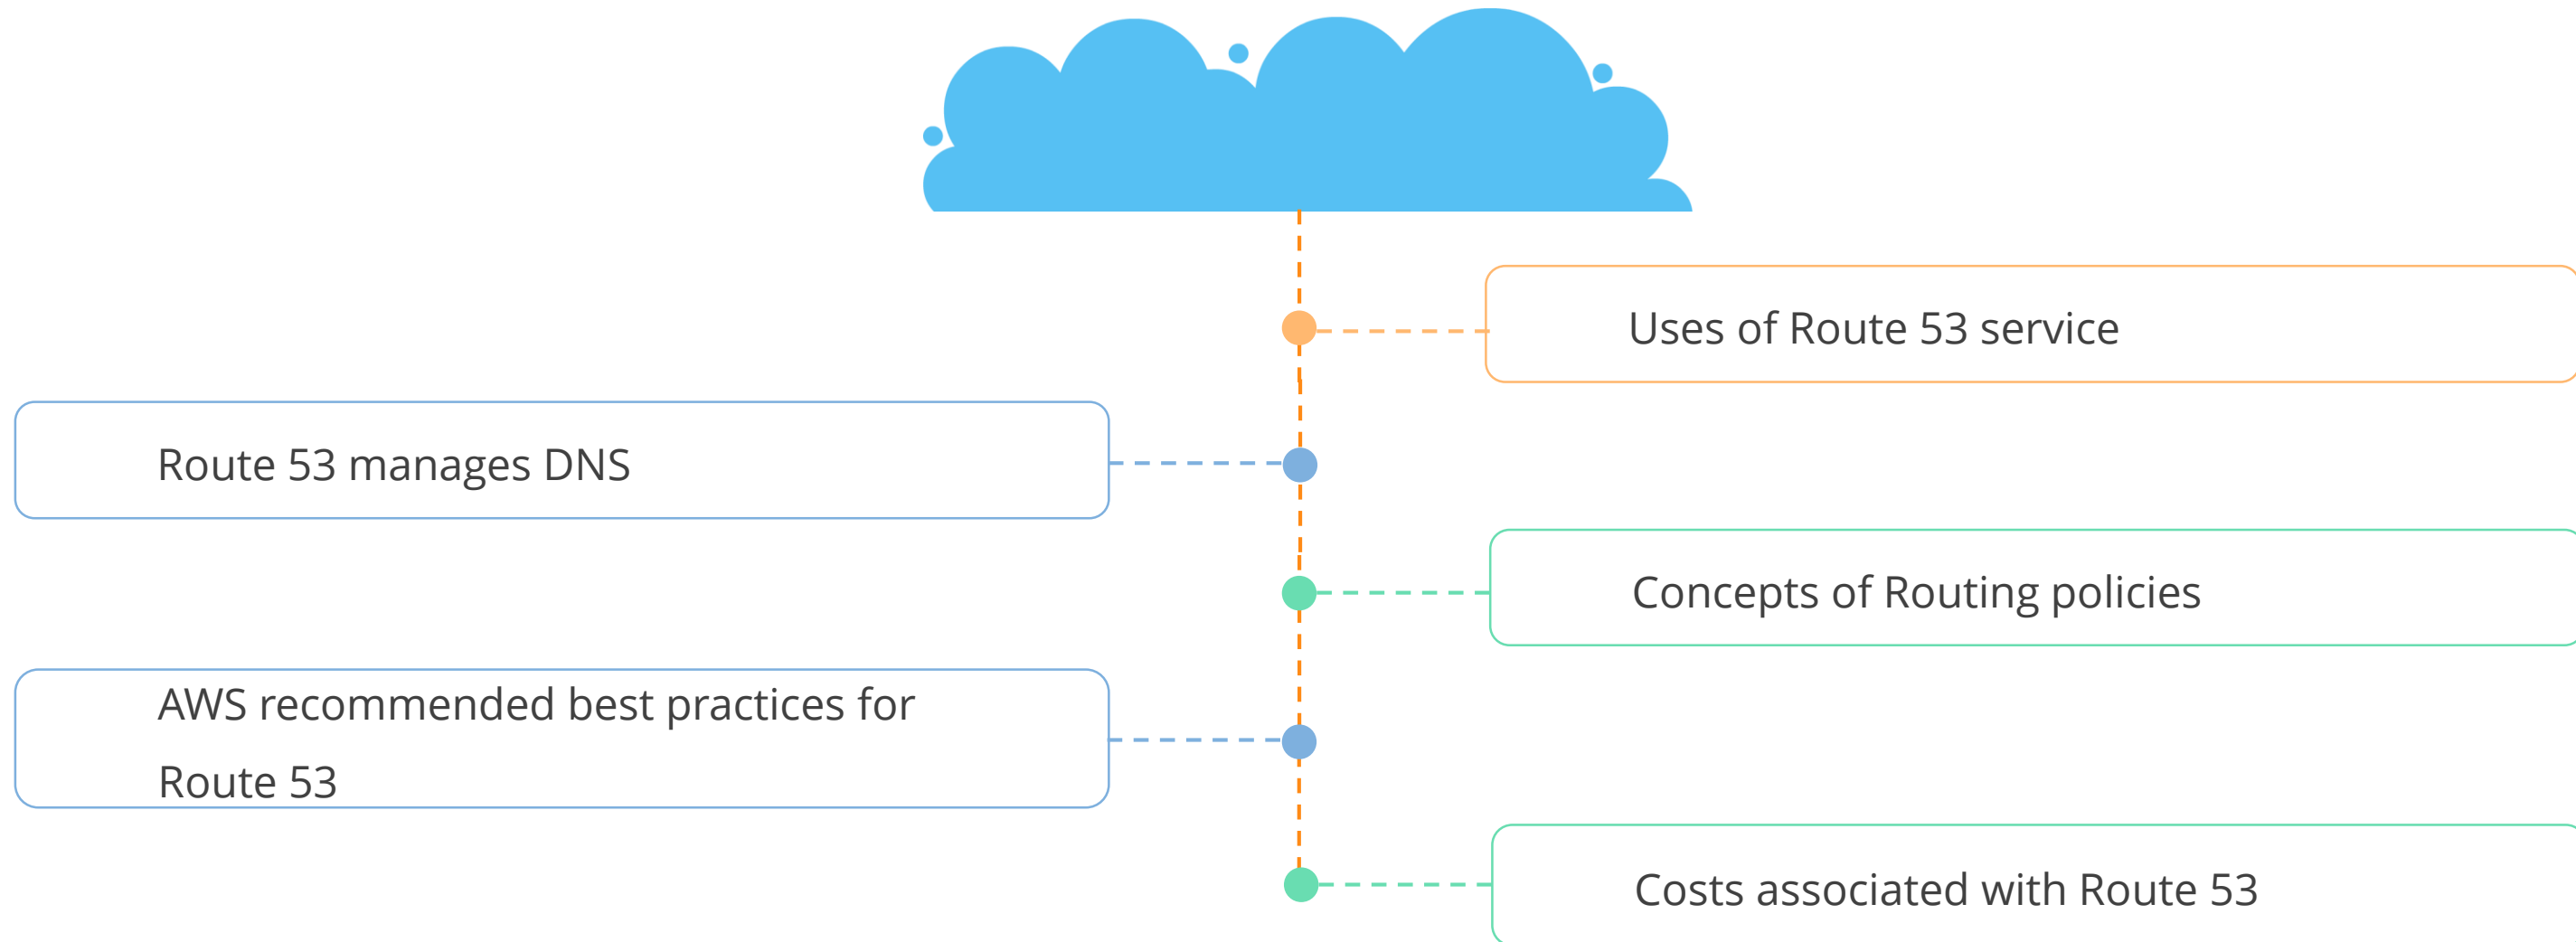 Uses of Route 53 service
Route 53 manages DNS
Concepts of Routing policies
AWS recommended best practices for
Route 53
Costs associated with Route 53